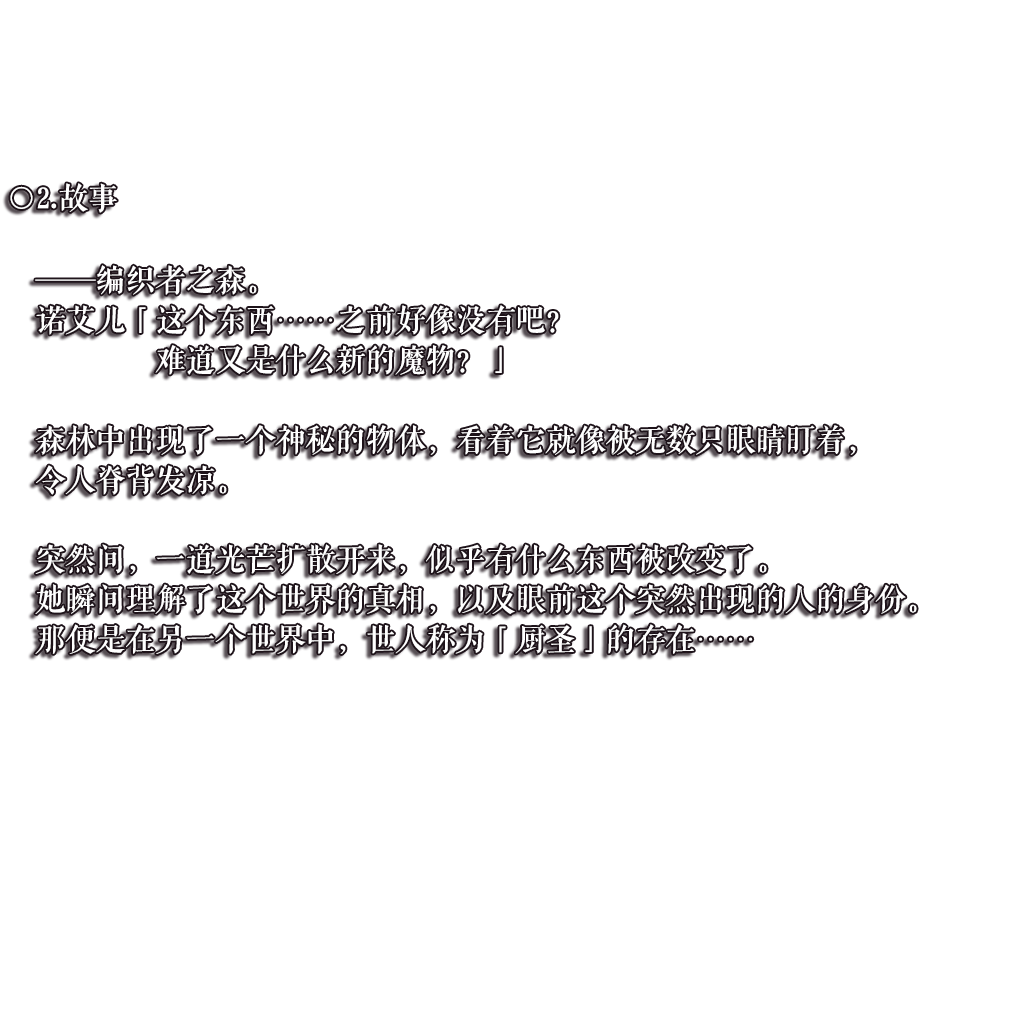 ◎2.故事
——编织者之森。
诺艾儿「这个东西……之前好像没有吧？
难道又是什么新的魔物？」
森林中出现了一个神秘的物体，看着它就像被无数只眼睛盯着，
令人脊背发凉。
突然间，一道光芒扩散开来，似乎有什么东西被改变了。
她瞬间理解了这个世界的真相，以及眼前这个突然出现的人的身份。
那便是在另一个世界中，世人称为「厨圣」的存在……